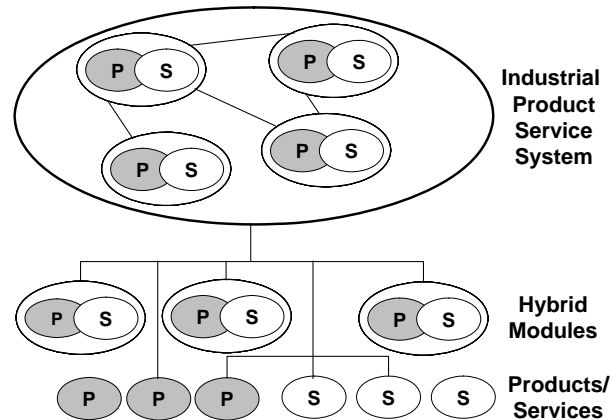 P S P S
Industrial
Product
Service
System
P S P S
P S P S P S
Hybrid
Modules
P P P S S S
Products/
Services